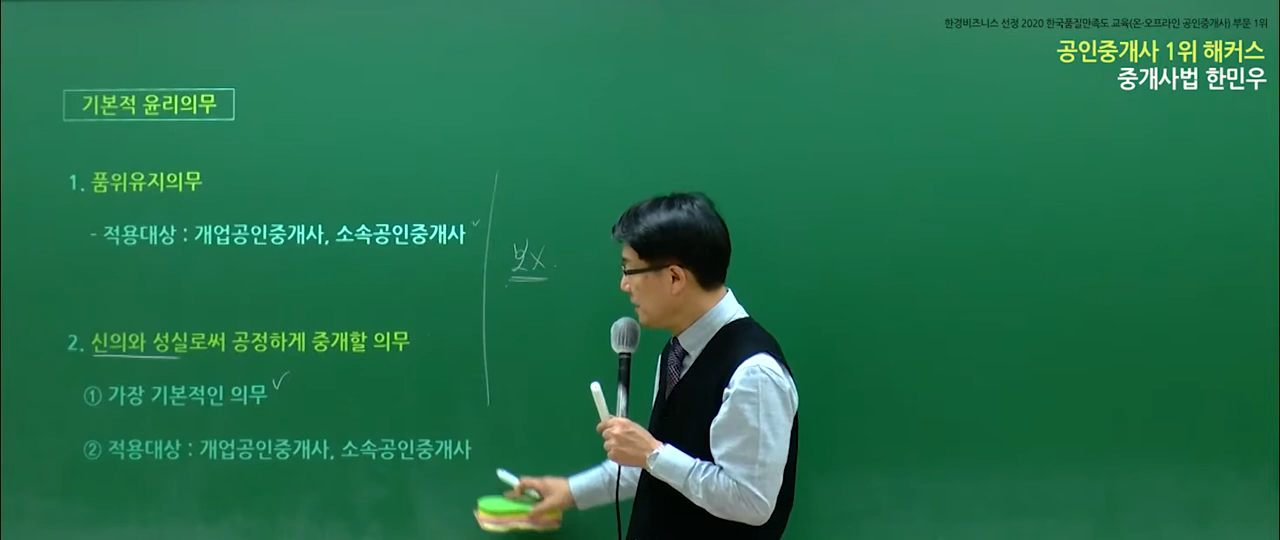 한경비즈니스 선정 2020 한국품질만족도 교육(온·오프라인 공인중개사) 부문 1위
공인중개사 1위 해커스
중개사법 한민우
기본적 윤리의무
1. 품위유지의무
- 적용대상 : 개업공인중개사, 소속공인중개사
보X
2. 신의와 성실로써 공정하게 중개할 의무
① 가장 기본적인 의무
② 적용대상 : 개업공인중개사, 소속공인중개사